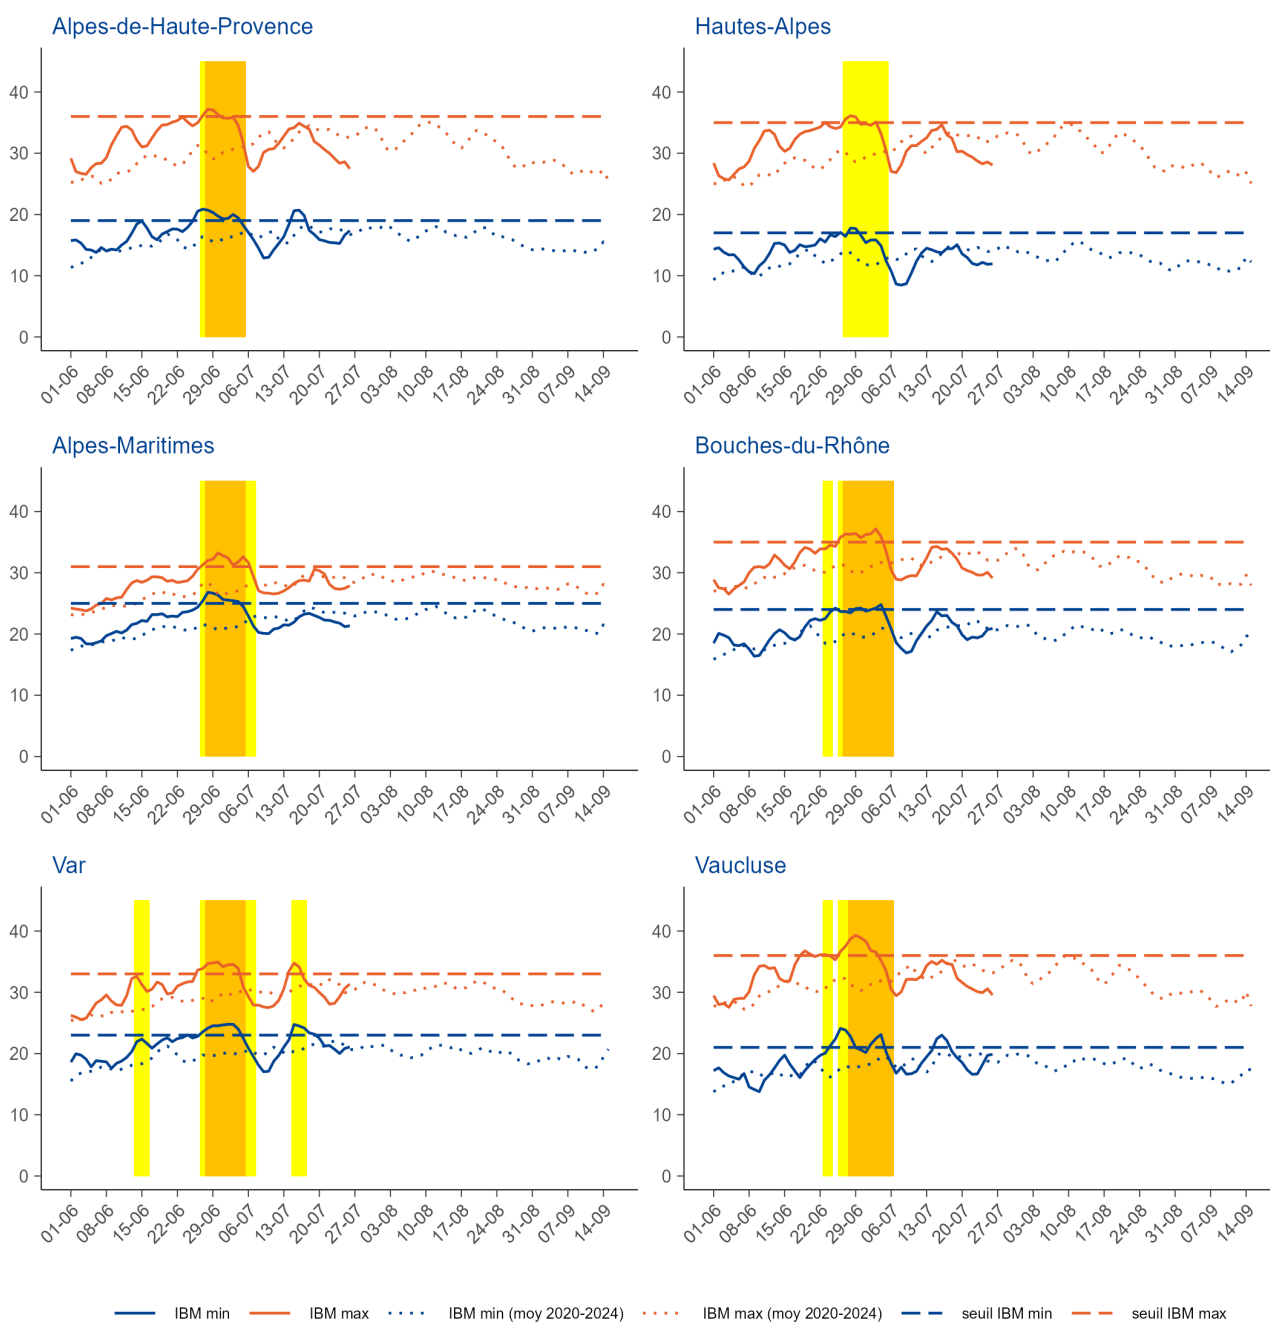 Alpes-de-Haute-Provence
Hautes-Alpes
40
30
20
10
0
01-06 08-06 15-06 22-06 29-06 06-07 13-07 20-07 27-07 03-08 10-08 17-08 24-08 31-08 07-09 14-09
40
30
20
10
0
01-06 08-06 15-06 22-06 29-06 06-07 13-07 20-07 27-07 03-08 10-08 17-08 24-08 31-08 07-09 14-09
Alpes-Maritimes
Bouches-du-Rhône
40
30
20
10
0
01-06 08-06 15-06 22-06 29-06 06-07 13-07 20-07 27-07 03-08 10-08 17-08 24-08 31-08 07-09 14-09
40
30
20
10
0
01-06 08-06 15-06 22-06 29-06 06-07 13-07 20-07 27-07 03-08 10-08 17-08 24-08 31-08 07-09 14-09
Var
Vaucluse
40
30
20
10
0
01-06 08-06 15-06 22-06 29-06 06-07 13-07 20-07 27-07 03-08 10-08 17-08 24-08 31-08 07-09 14-09
40
30
20
10
0
01-06 08-06 15-06 22-06 29-06 06-07 13-07 20-07 27-07 03-08 10-08 17-08 24-08 31-08 07-09 14-09
IBM min IBM max IBM min (moy 2020-2024) IBM max (moy 2020-2024) seuil IBM min seuil IBM max